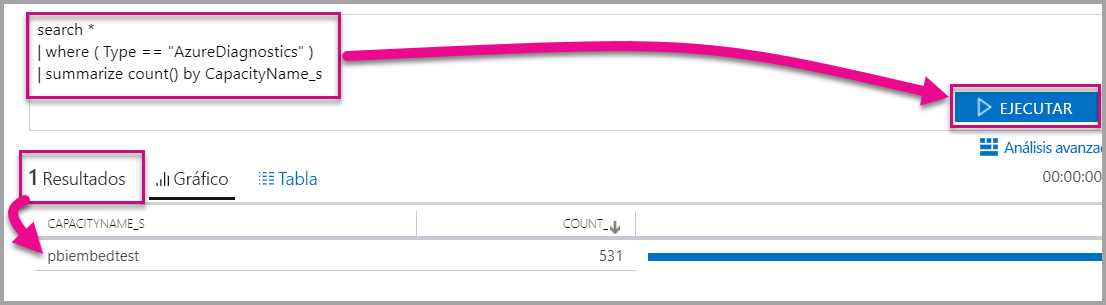 search *
| where ( Type == "AzureDiagnostics" )
| summarize count() by CapacityName_s
EJECUTAR
Análisis avanza
1 Resultados Gráfico Tabla 00:00:00
CAPACITYNAME_S COUNT_
pbiembedtest 531